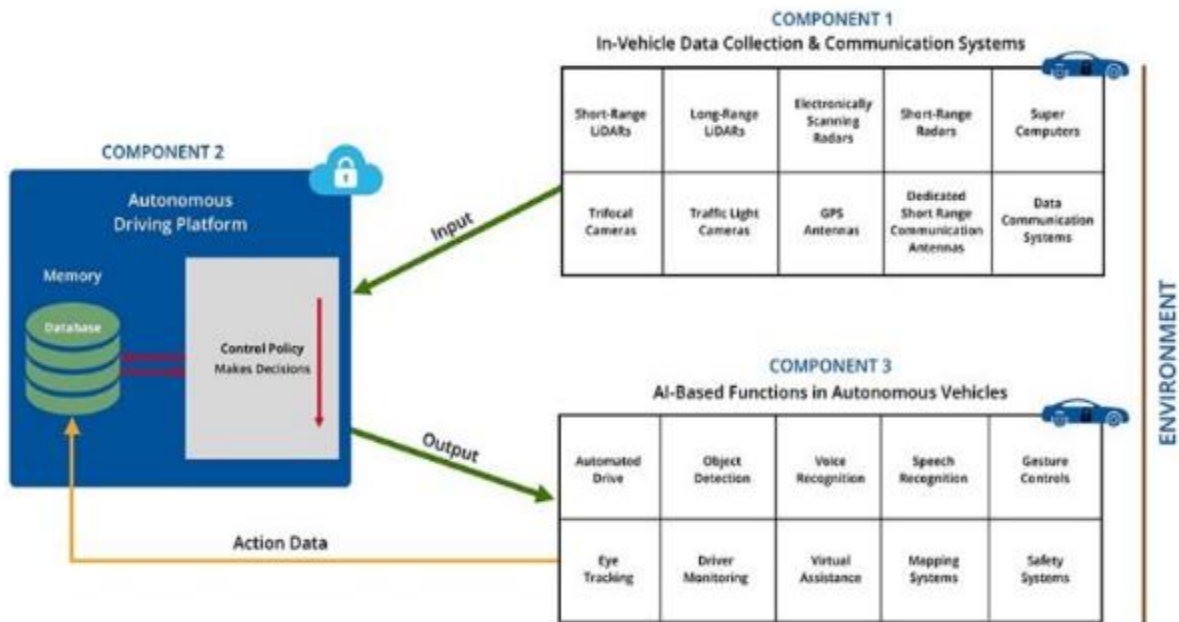 COMPONENT 1
In-Vehicle Data Collection & Communication Systems
Short-Range
LiDARs
Long-Range
LiDARs
Electronically
Scanning
Radars
Short-Range
Radars
Super
Computers
Trifocal
Cameras
Traffic Light
Cameras
GPS
Antennas
Dedicated
Short Range
Communication
Antennas
Data
Communication
Systems
COMPONENT 2
Autonomous
Driving Platform
Memory
Database
Control Policy
Makes Decisions
Input
Output
Action Data
COMPONENT 3
AI-Based Functions in Autonomous Vehicles
Automated
Drive
Object
Detection
Voice
Recognition
Speech
Recognition
Gesture
Controls
Eye
Tracking
Driver
Monitoring
Virtual
Assistance
Mapping
Systems
Safety
Systems
ENVIRONMENT